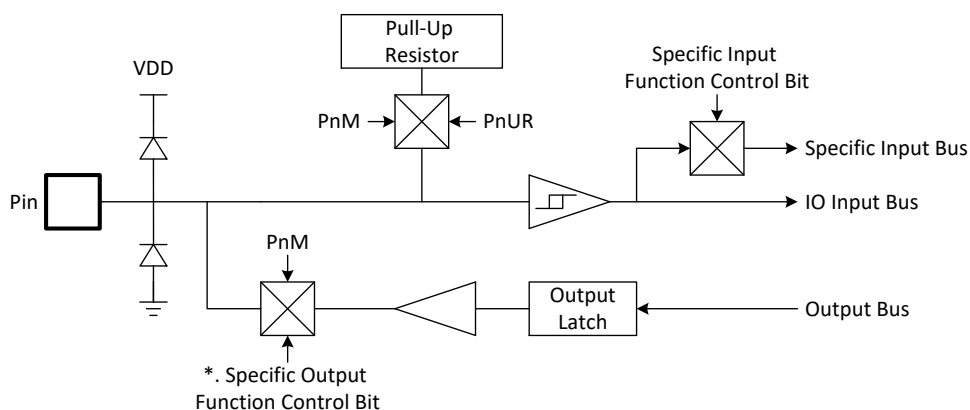 Pull-Up
Resistor
Specific Input
Function Control Bit
VDD
PnM
PnUR
Specific Input Bus
Pin
IO Input Bus
PnM
Output
Latch
Output Bus
*. Specific Output
Function Control Bit